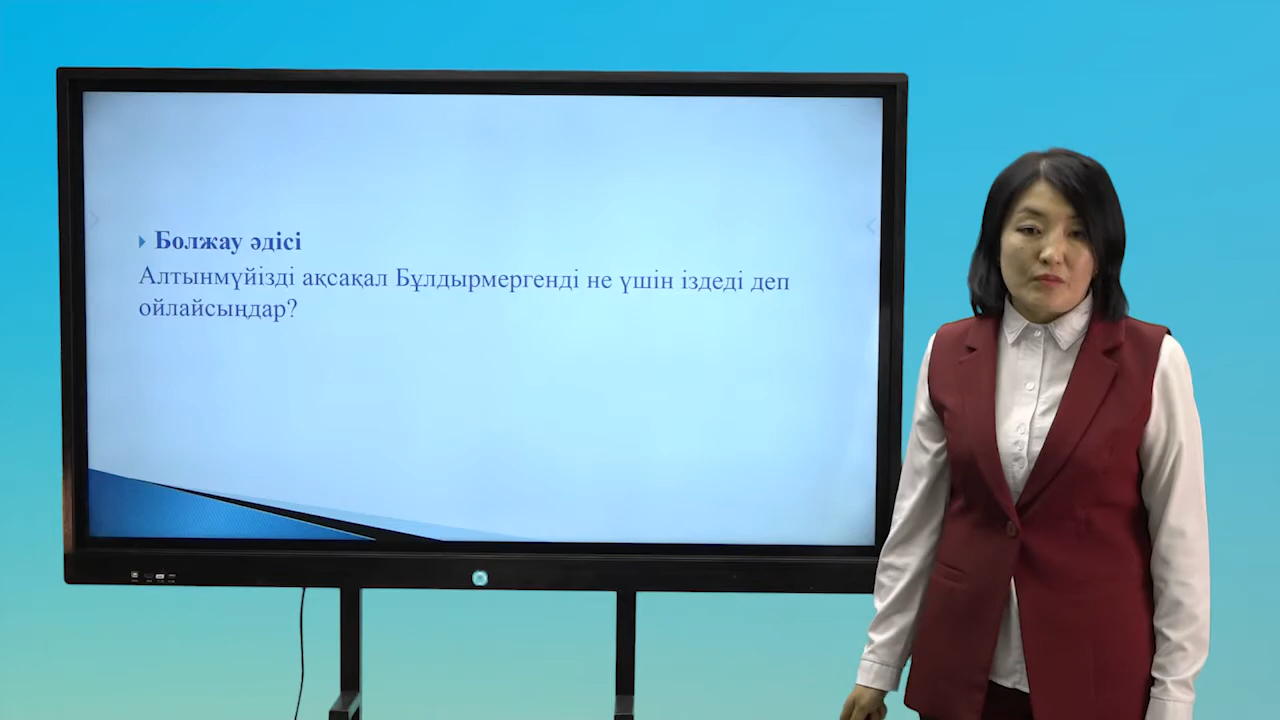 Болжау әдісі
Алтынмүйізді ақсақал Бұлдырмергенді не үшін іздеді деп
ойлайсыңдар?